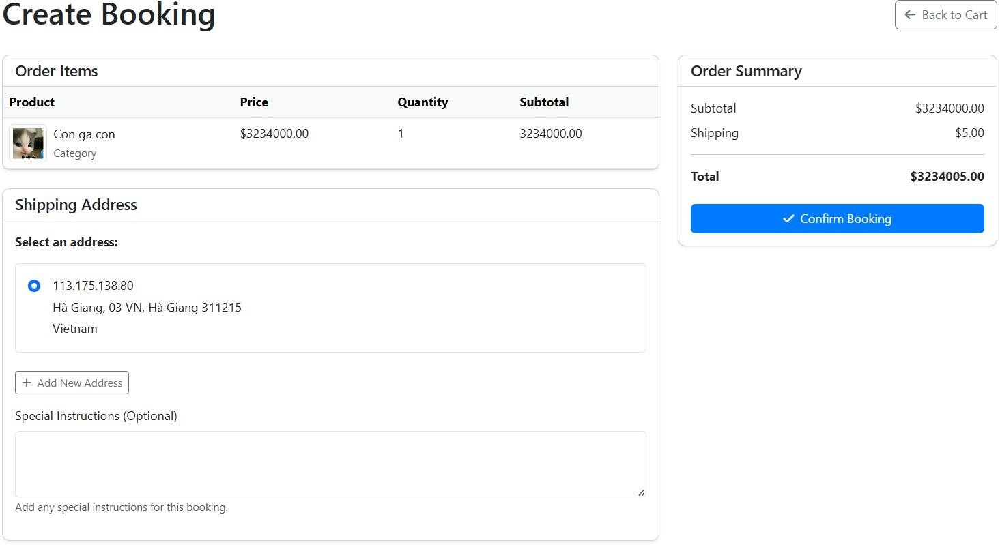 Create Booking
Back to Cart
Order Items
Product Price Quantity Subtotal
Con ga con $3234000.00 1 3234000.00
Category
Shipping Address
Select an address:
113.175.138.80
Hà Giang, 03 VN, Hà Giang 311215
Vietnam
Add New Address
Special Instructions (Optional)
Add any special instructions for this booking.
Order Summary
Subtotal $3234000.00
Shipping $5.00
Total $3234005.00
Confirm Booking